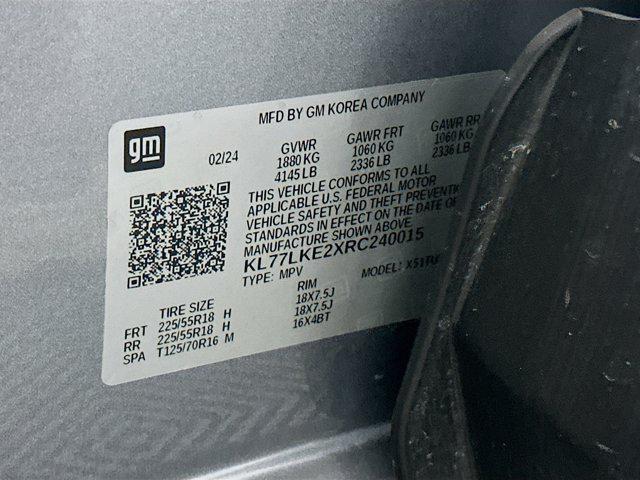 MFD BY GM KOREA COMPANY
gm
02/24
GVWR GAWR FRT GAWR RR
1880 KG 1060 KG 1060 KG
4145 LB 2336 LB 2336 LB
THIS VEHICLE CONFORMS TO ALL
APPLICABLE U.S. FEDERAL MOTOR
VEHICLE SAFETY AND THEFT PREVENTI
STANDARDS IN EFFECT ON THE DATE OF
MANUFACTURE SHOWN ABOVE
KL77LKE2XRC240015
TYPE: MPV MODEL:
TIRE SIZE RIM
FRT 225/55R18 H 18X7.5J
RR 225/55R18 H 18X7.5J
SPA T125/70R16 M 16X4BT